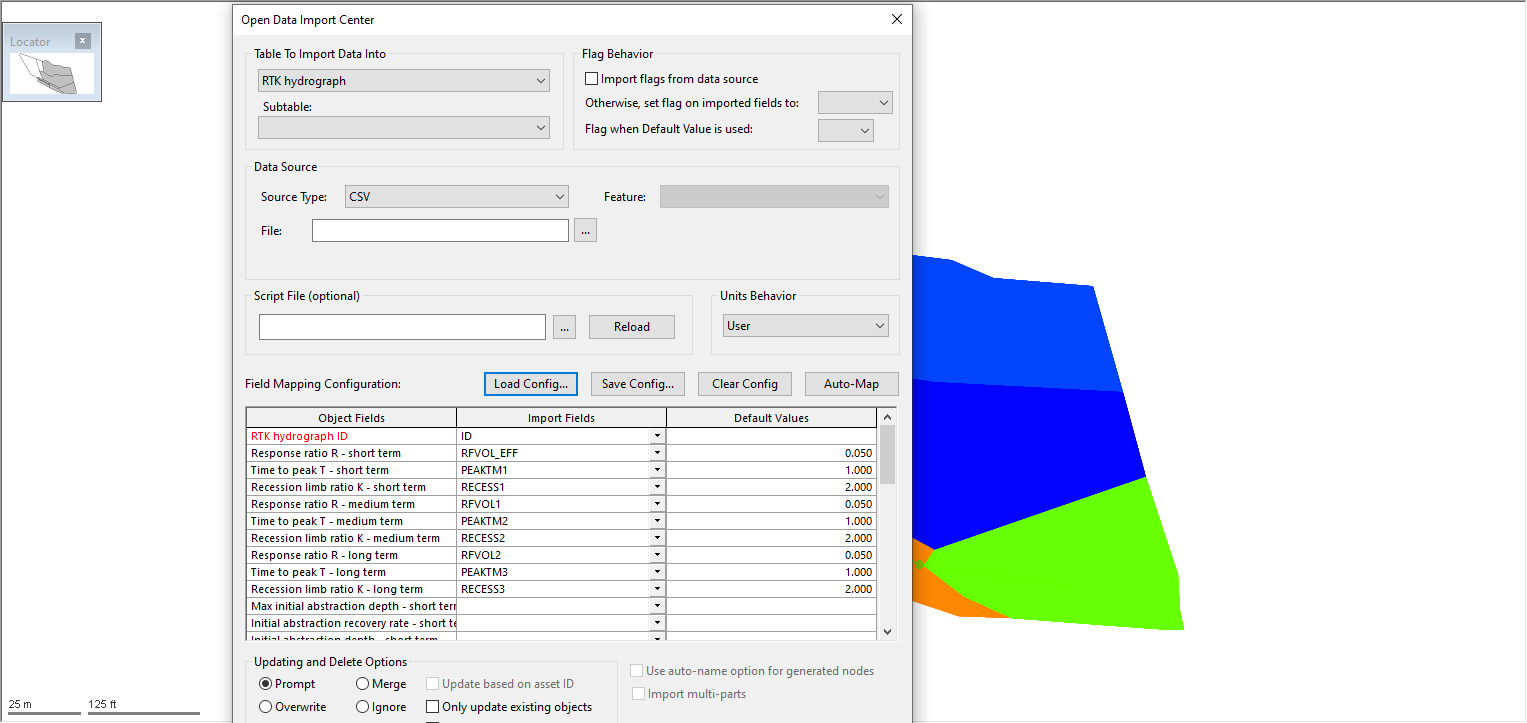 Open Data Import Center
Locator
x
Table To Import Data Into
RTK hydrograph
Subtable:
Flag Behavior
Import flags from data source
Otherwise, set flag on imported fields to:
Flag when Default Value is used:
Data Source
Source Type: CSV Feature:
File: ...
Script File (optional)
... Reload
Units Behavior
User
Field Mapping Configuration: Load Config... Save Config... Clear Config Auto-Map
Object Fields Import Fields Default Values
RTK hydrograph ID ID
Response ratio R - short term RFVOL_EFF 0.050
Time to peak T - short term PEAKTM1 1.000
Recession limb ratio K - short term RECESS1 2.000
Response ratio R - medium term RFVOL1 0.050
Time to peak T - medium term PEAKTM2 1.000
Recession limb ratio K - medium term RECESS2 2.000
Response ratio R - long term RFVOL2 0.050
Time to peak T - long term PEAKTM3 1.000
Recession limb ratio K - long term RECESS3 2.000
Max initial abstraction depth - short terr
Initial abstraction recovery rate - short te
Initial abstraction depth - short term
Updating and Delete Options
Prompt Merge Update based on asset ID
Overwrite Ignore Only update existing objects
Use auto-name option for generated nodes
Import multi-parts
25 m 125 ft